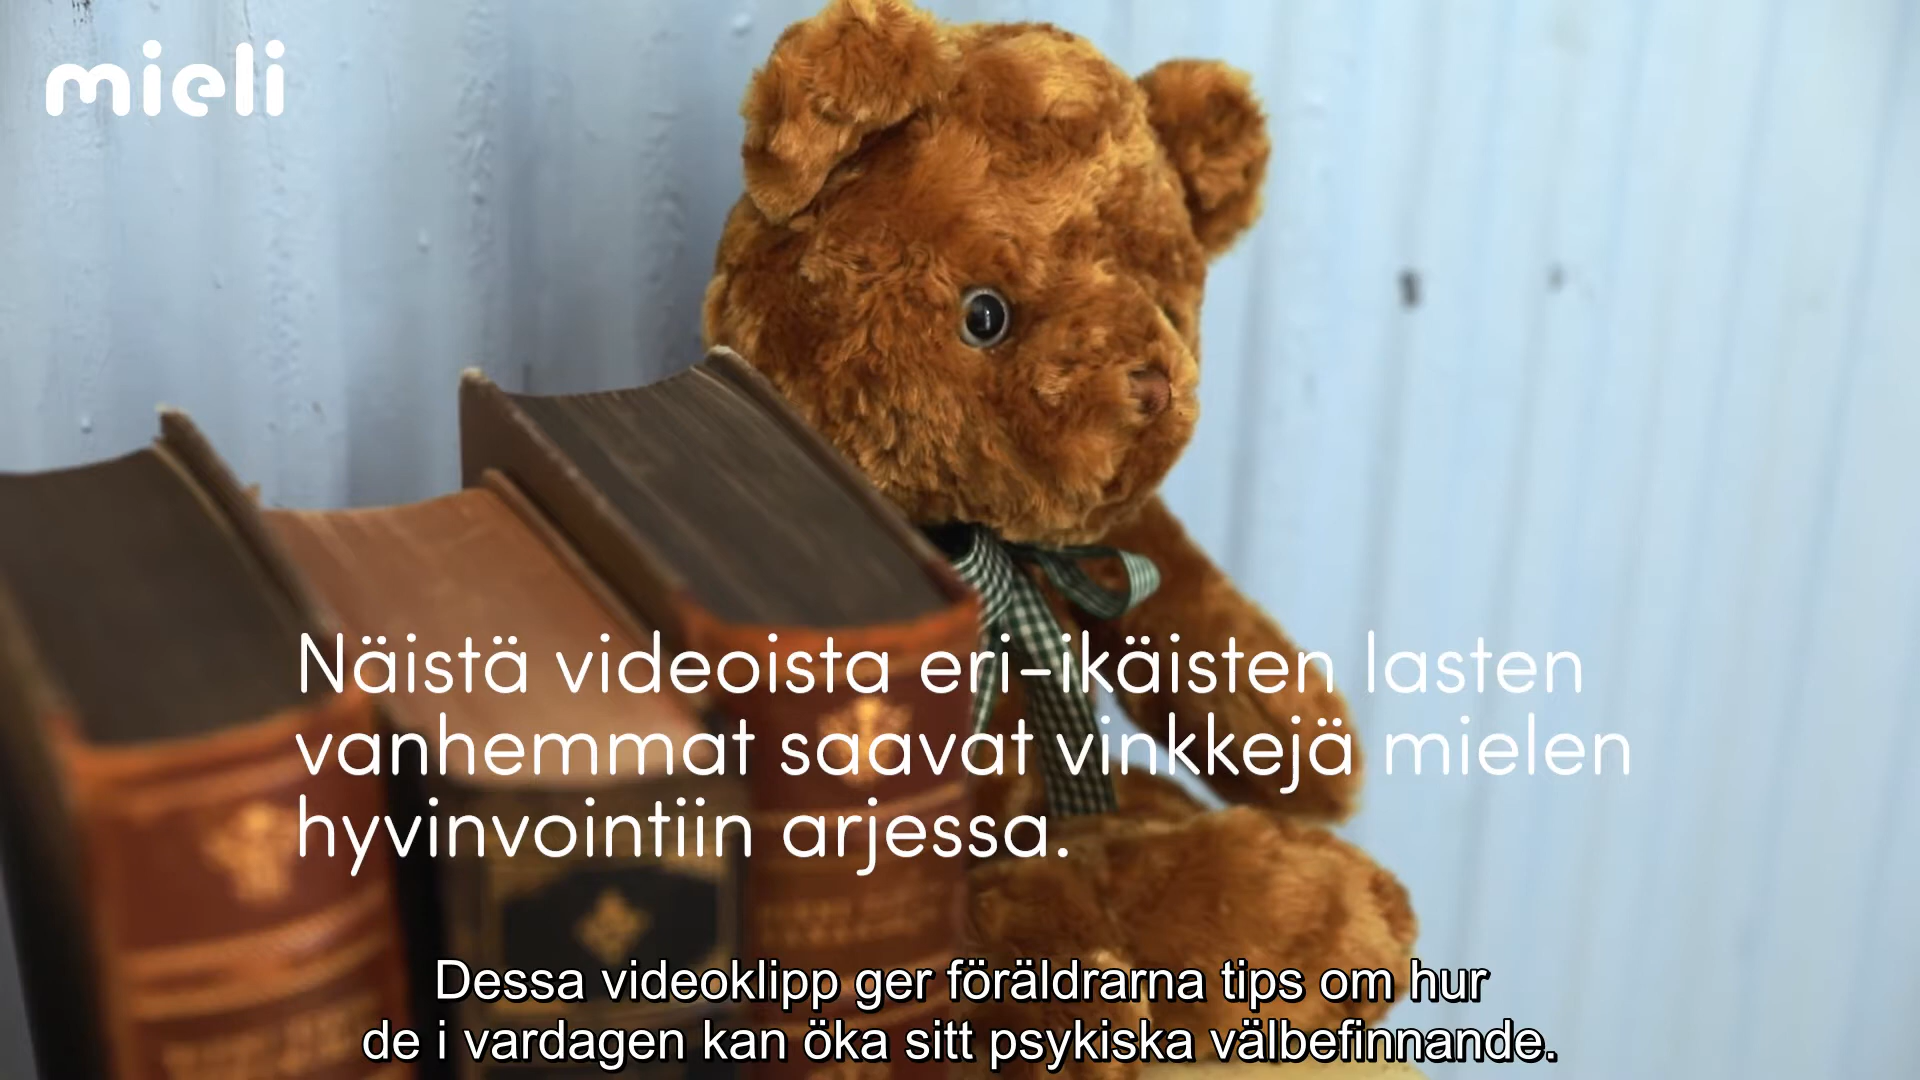 mieli
Näistä videoista eri-ikäisten lasten
vanhemmat saavat vinkkejä mielen
hyvinvointiin arjessa.
Dessa videoklipp ger föräldrarna tips om hur
de i vardagen kan öka sitt psykiska välbefinnande.